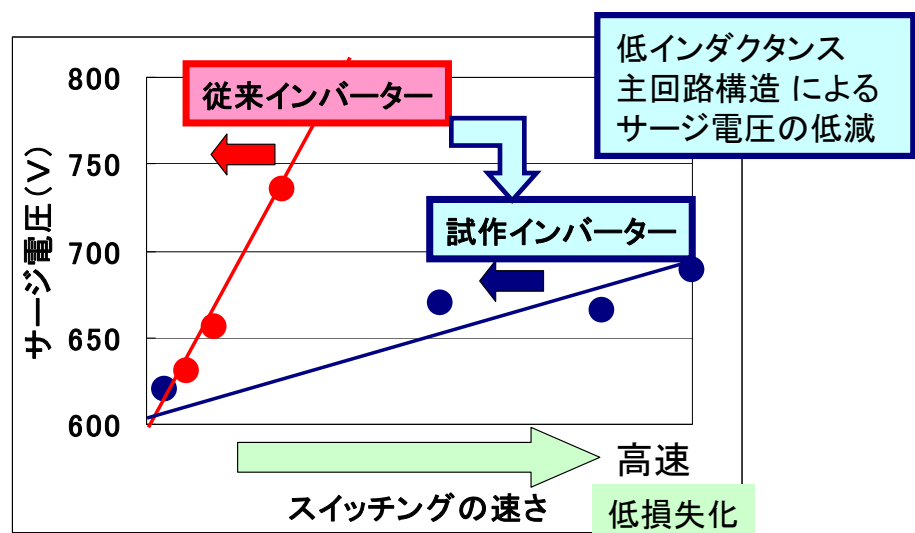 低インダクタンス
主回路構造 による
サージ電圧の低減
従来インバーター
試作インバーター
サージ電圧(V)
800
750
700
650
600
高速
スイッチングの速さ
低損失化